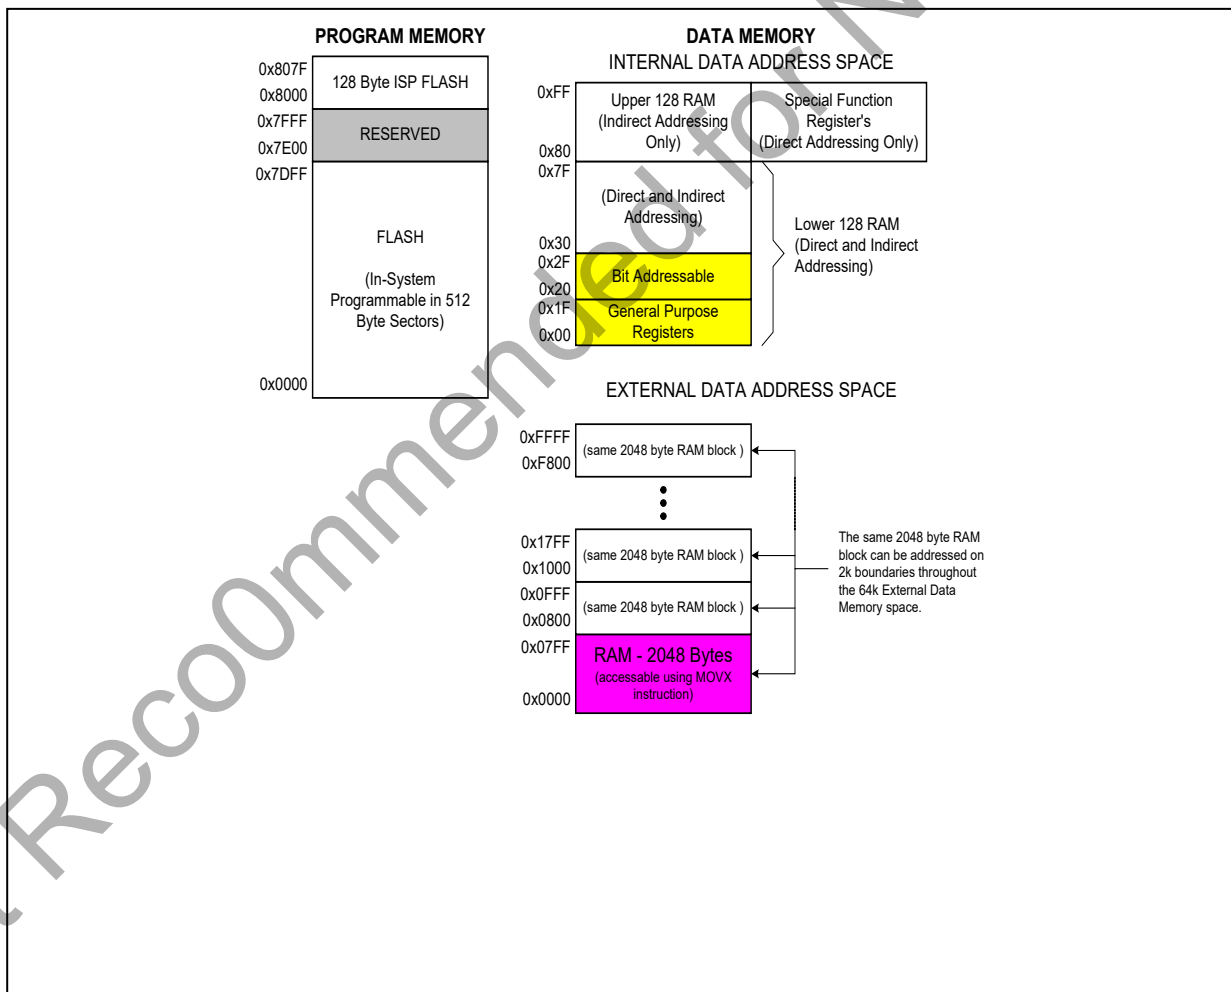 PROGRAM MEMORY
0x807F
0x8000
128 Byte ISP FLASH
0x7FFF
0x7E00
RESERVED
0x7DFF
FLASH
(In-System
Programmable in 512
Byte Sectors)
0x0000
DATA MEMORY
INTERNAL DATA ADDRESS SPACE
0xFF
Upper 128 RAM
(Indirect Addressing
Only)
0x80
Special Function
Register's
(Direct Addressing Only)
0x7F
(Direct and Indirect
Addressing)
0x30
0x2F
Bit Addressable
0x20
0x1F
General Purpose
Registers
0x00
Lower 128 RAM
(Direct and Indirect
Addressing)
EXTERNAL DATA ADDRESS SPACE
0xFFFF
(same 2048 byte RAM block )
0xF800
0x17FF
(same 2048 byte RAM block )
0x1000
0x0FFF
(same 2048 byte RAM block )
0x0800
0x07FF
RAM - 2048 Bytes
(accessable using MOVX
instruction)
0x0000
The same 2048 byte RAM
block can be addressed on
2k boundaries throughout
the 64k External Data
Memory space.
Reco0mmended for